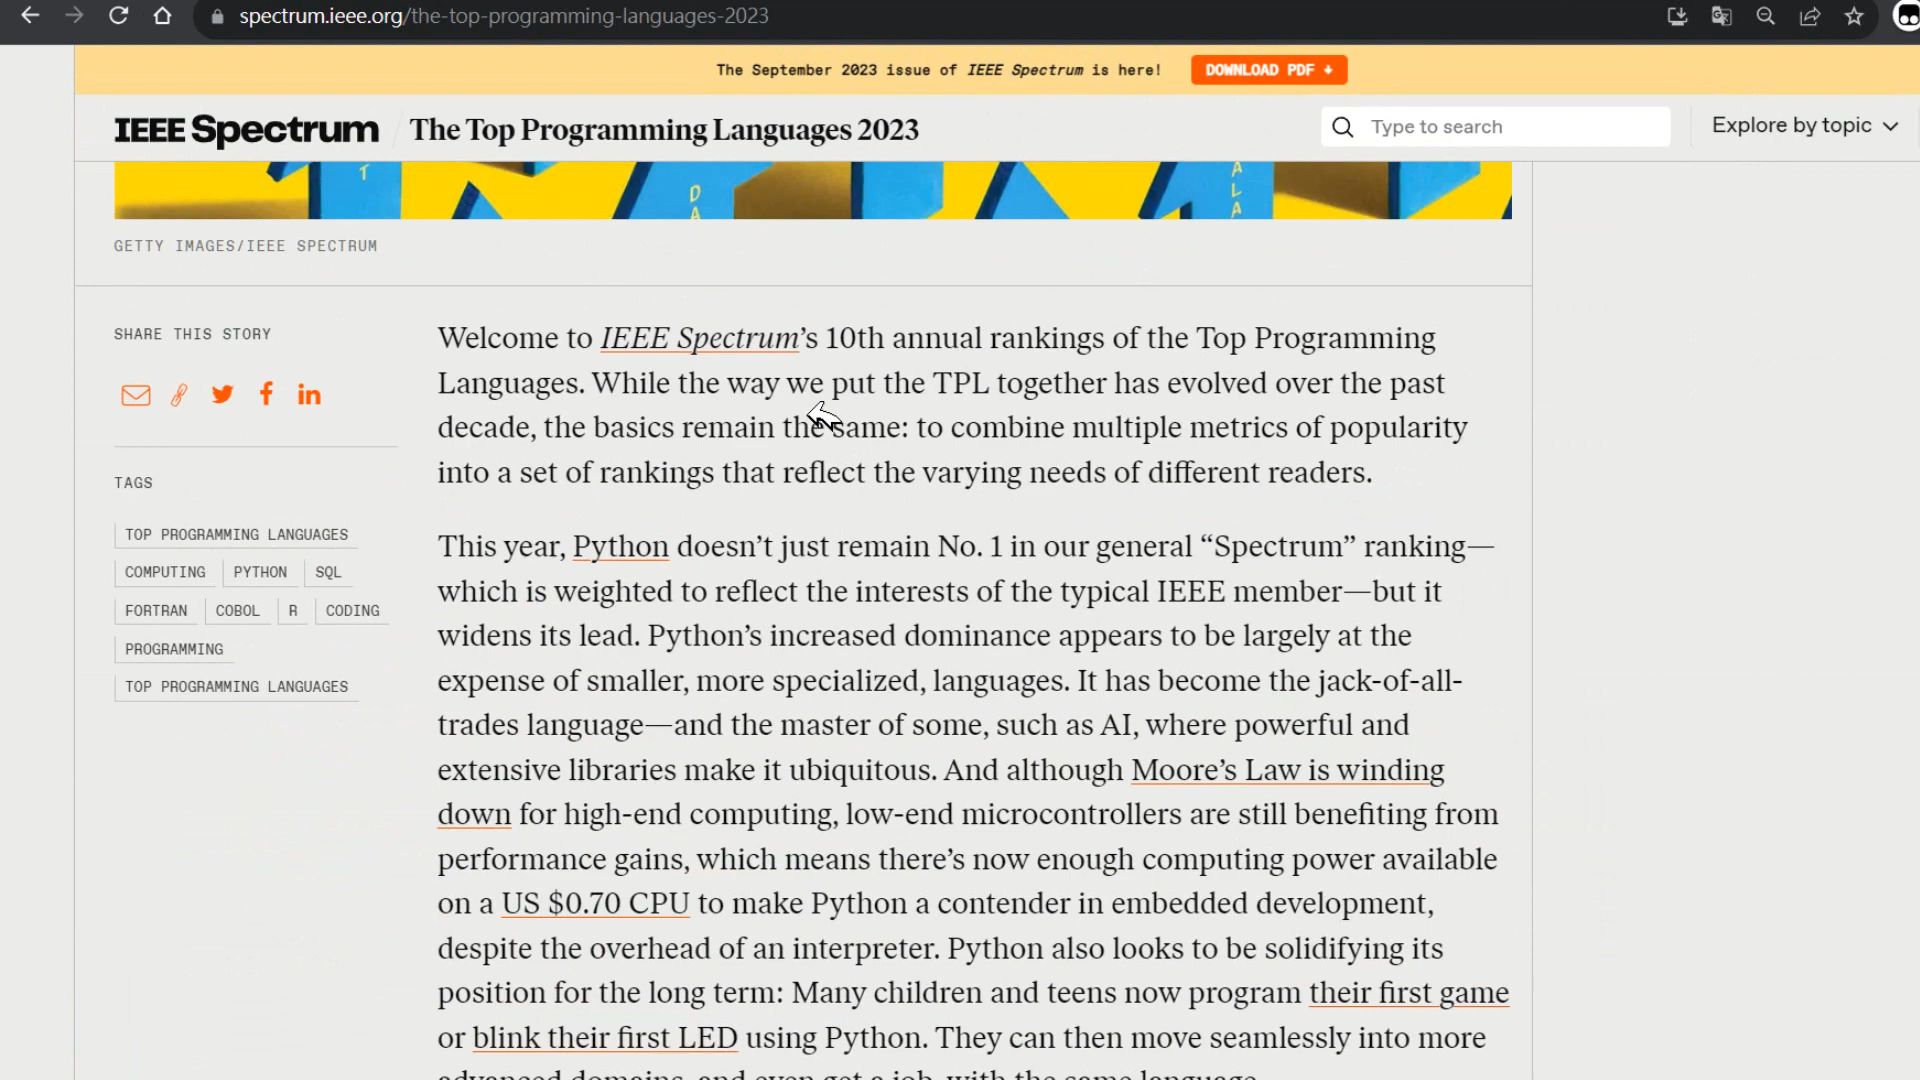 spectrum.ieee.org/the-top-programming-languages-2023
The September 2023 issue of IEEE Spectrum is here!
DOWNLOAD PDF
IEEE Spectrum / The Top Programming Languages 2023
Type to search
Explore by topic
T
DA
ALA
GETTY IMAGES/IEEE SPECTRUM
SHARE THIS STORY
TAGS
TOP PROGRAMMING LANGUAGES
COMPUTING PYTHON SQL
FORTRAN COBOL R CODING
PROGRAMMING
TOP PROGRAMMING LANGUAGES
Welcome to IEEE Spectrum’s 10th annual rankings of the Top Programming
Languages. While the way we put the TPL together has evolved over the past
decade, the basics remain the same: to combine multiple metrics of popularity
into a set of rankings that reflect the varying needs of different readers.
This year, Python doesn’t just remain No. 1 in our general “Spectrum” ranking—
which is weighted to reflect the interests of the typical IEEE member—but it
widens its lead. Python’s increased dominance appears to be largely at the
expense of smaller, more specialized, languages. It has become the jack-of-all-
trades language—and the master of some, such as AI, where powerful and
extensive libraries make it ubiquitous. And although Moore’s Law is winding
down for high-end computing, low-end microcontrollers are still benefiting from
performance gains, which means there’s now enough computing power available
on a US $0.70 CPU to make Python a contender in embedded development,
despite the overhead of an interpreter. Python also looks to be solidifying its
position for the long term: Many children and teens now program their first game
or blink their first LED using Python. They can then move seamlessly into more
advanced domains, and even get a job, with the same language.